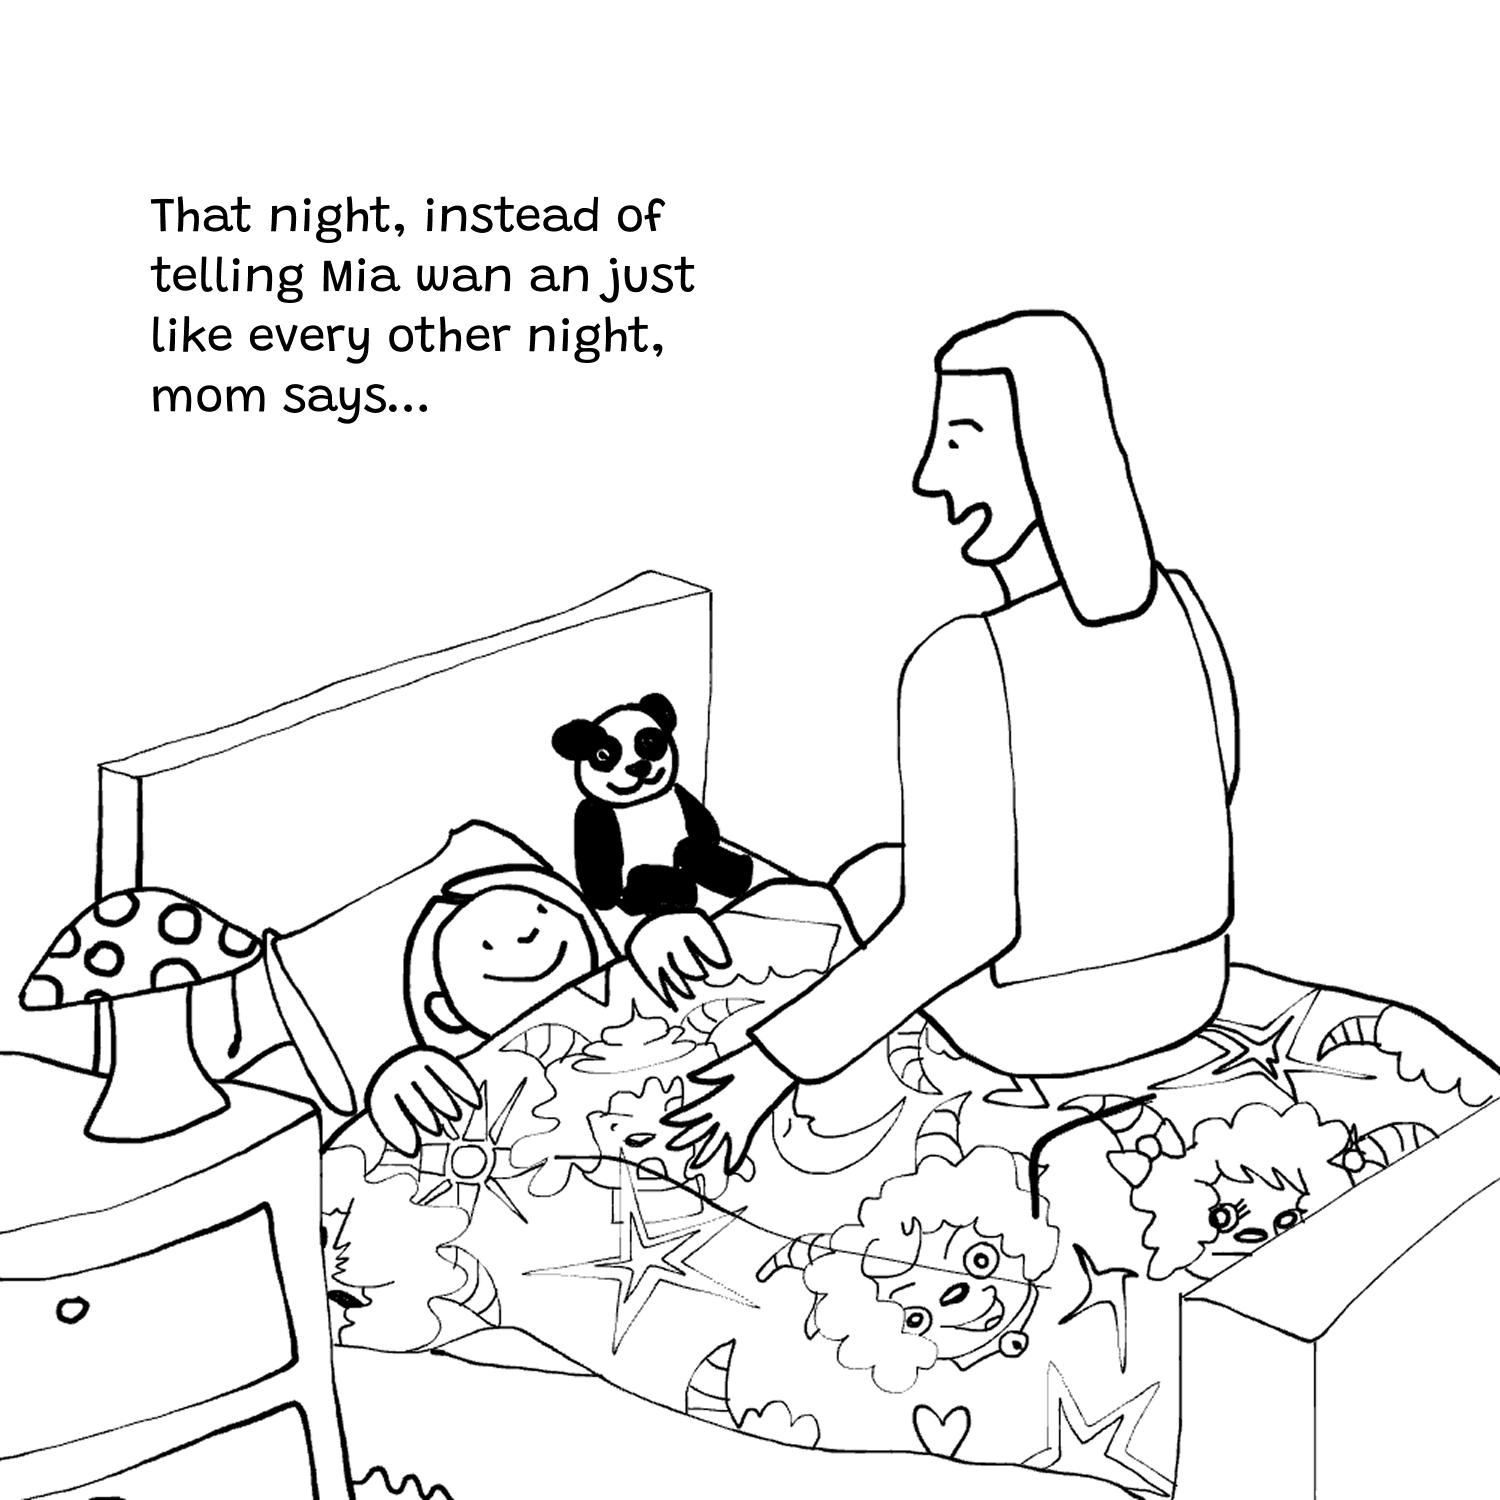 That night, instead of
telling Mia wan an just
like every other night,
mom says...